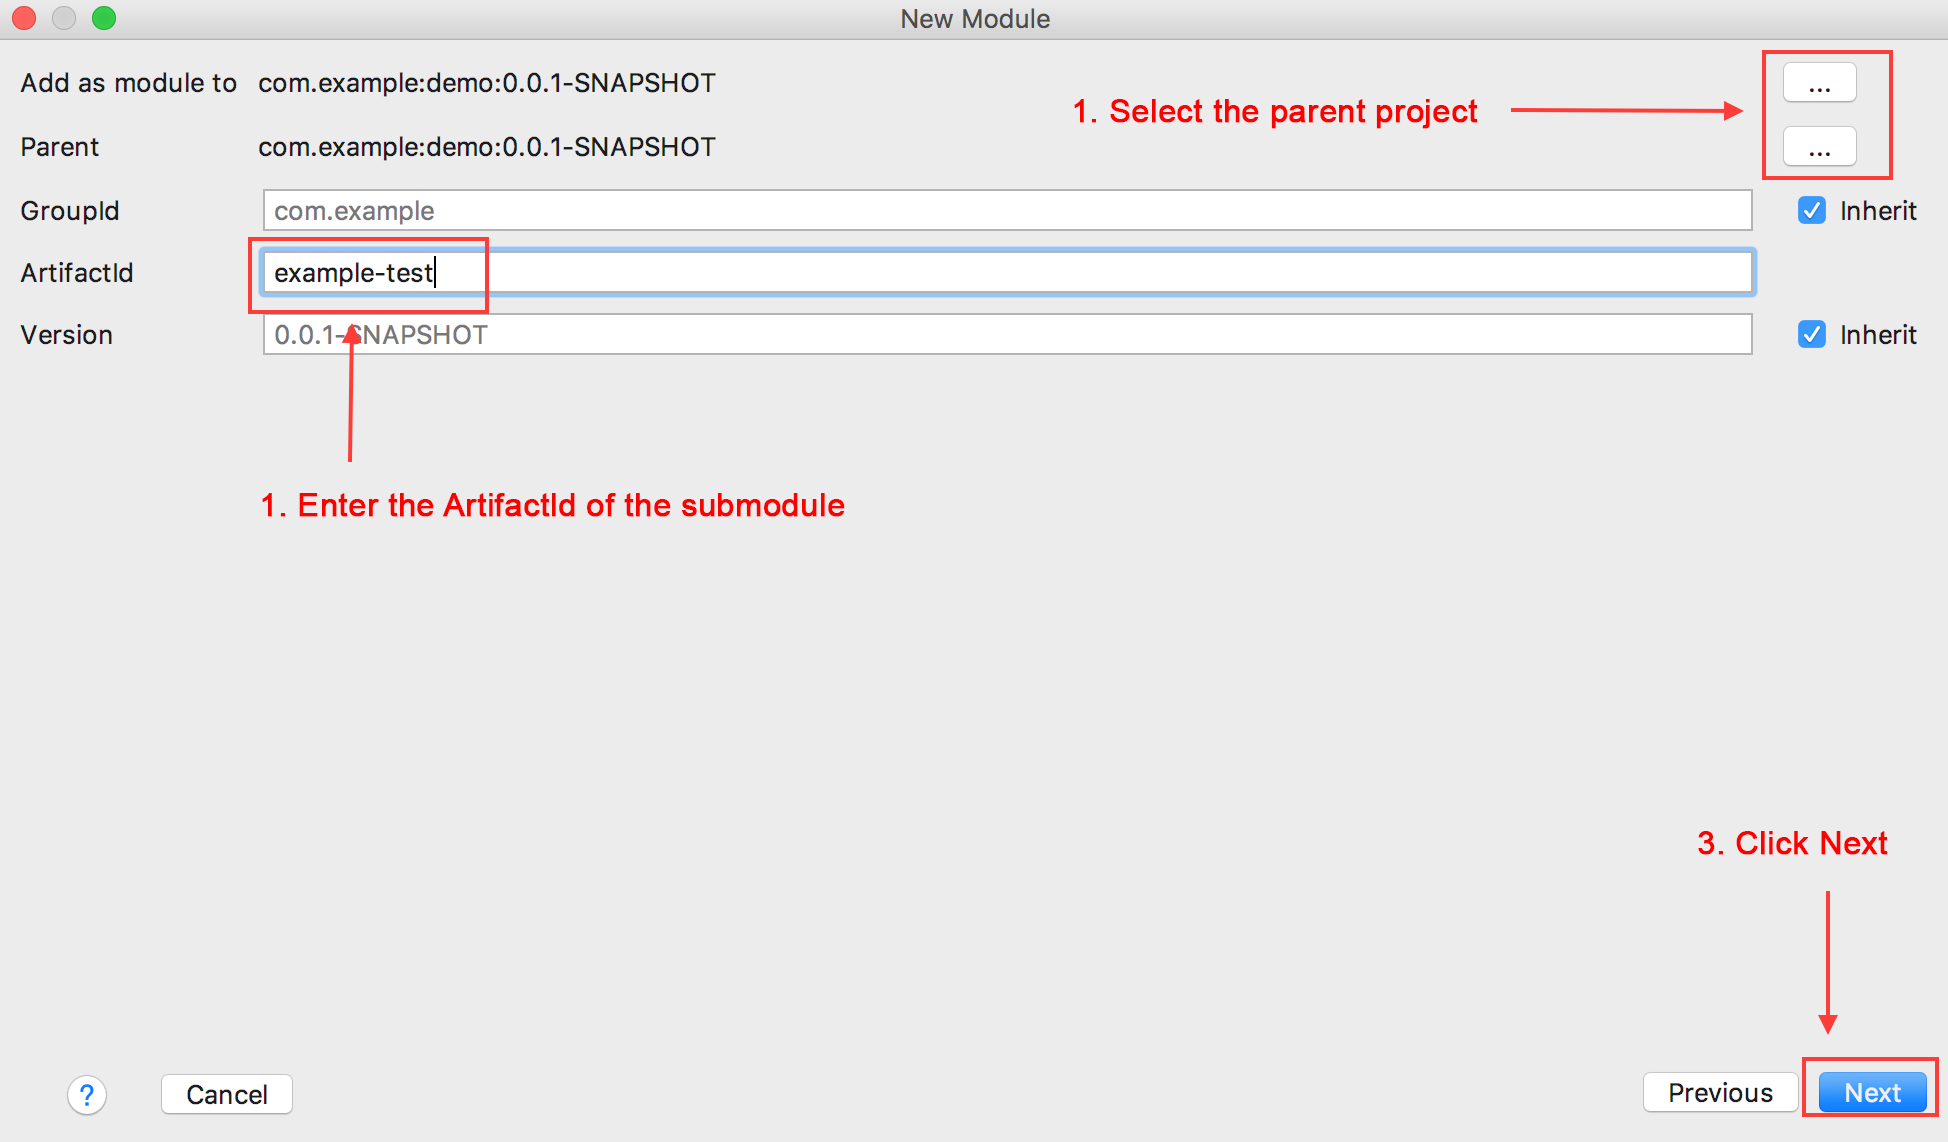 New Module
Add as module to com.example:demo:0.0.1-SNAPSHOT ...
1. Select the parent project
Parent com.example:demo:0.0.1-SNAPSHOT ...
GroupId com.example Inherit
ArtifactId example-test
Version 0.0.1-SNAPSHOT Inherit
1. Enter the ArtifactId of the submodule
3. Click Next
? Cancel Previous Next